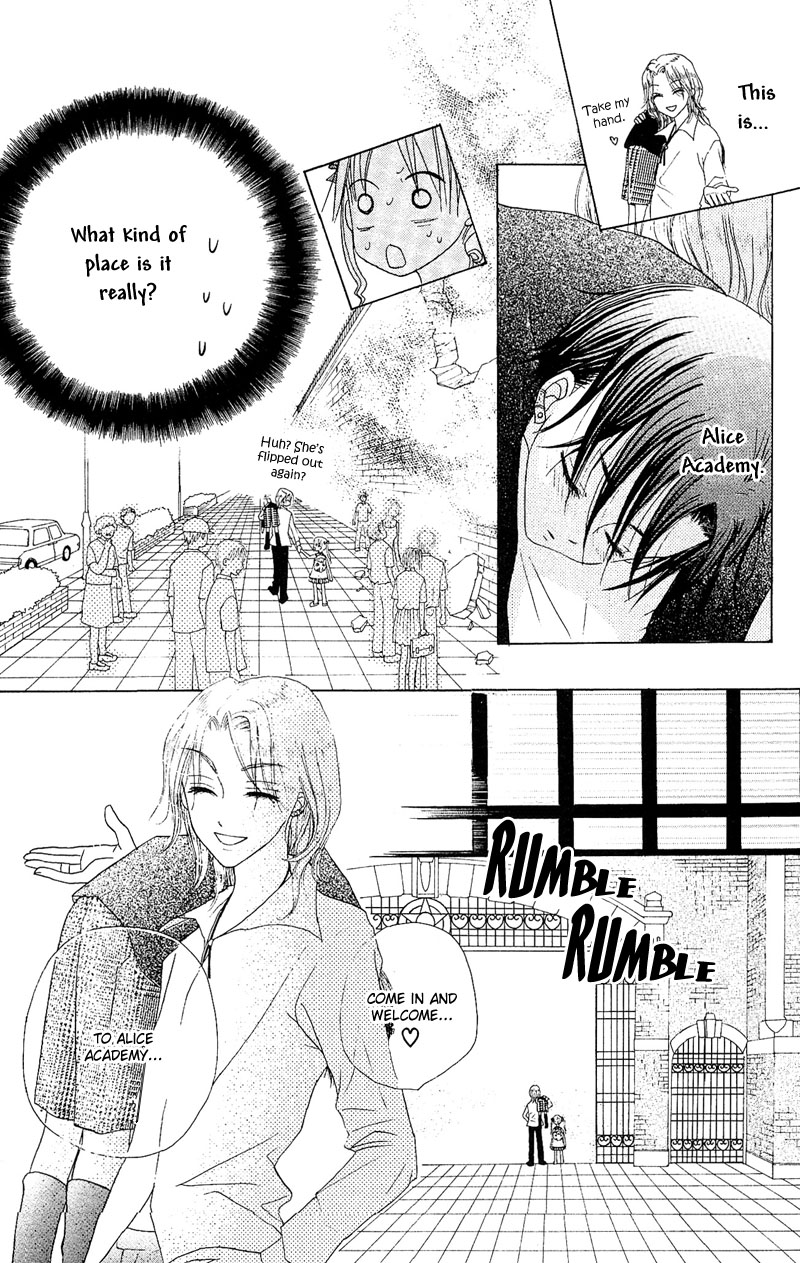 This
is...
Take my
hand.
♡
Alice
Academy.
What kind of
place is it
really?
Huh? She's
flipped out
again?
RUMBLE
RUMBLE
COME IN AND
WELCOME...
♡
TO ALICE
ACADEMY...